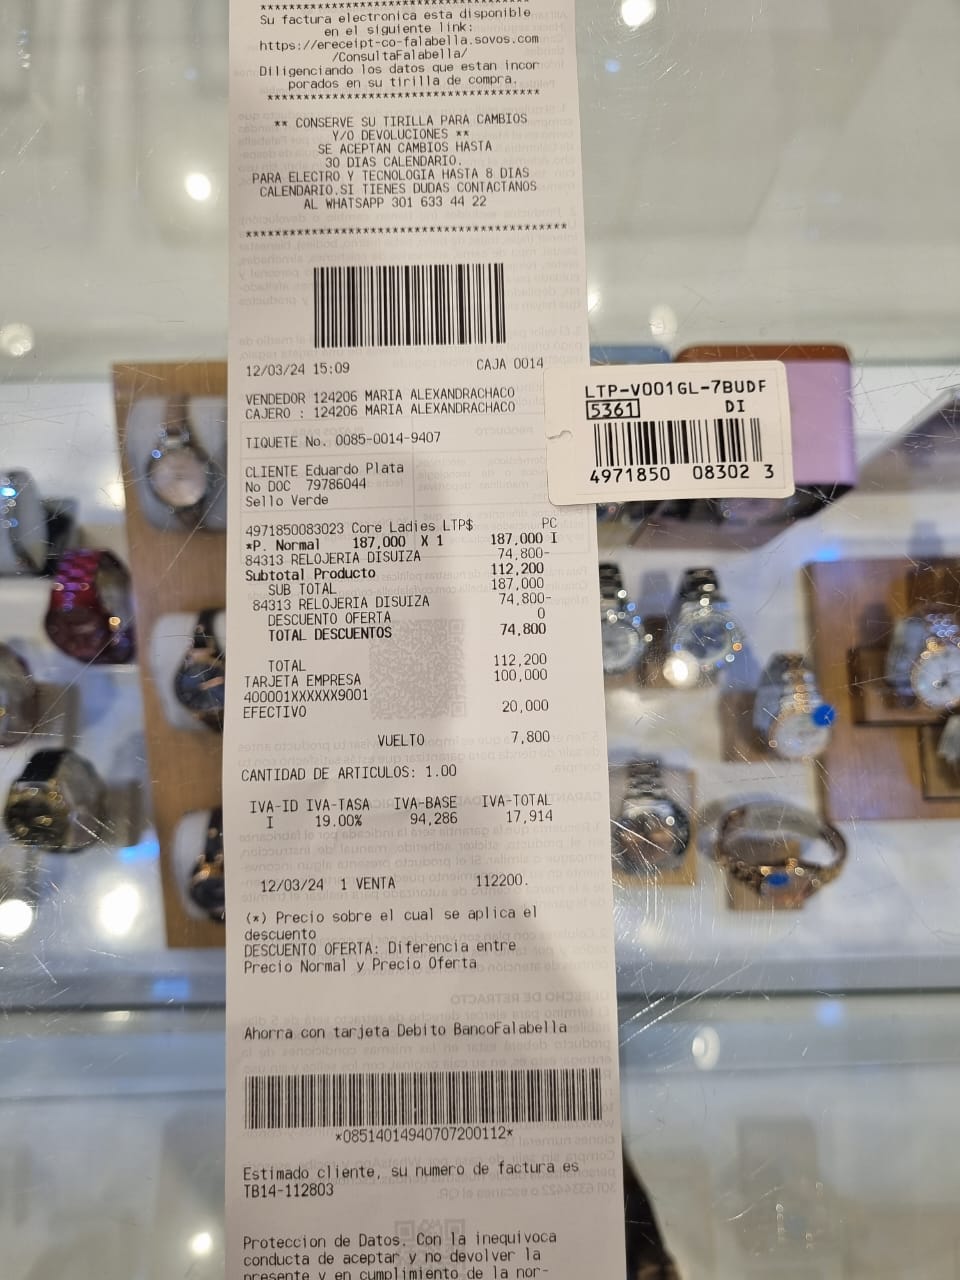 ****************************************
Su factura electronica esta disponible
en el siguiente link:
https://ereceipt-co-falabella.sovos.com
/ConsultaFalabella/
Diligenciando los datos que estan incor
porados en su tirilla de compra.
****************************************
** CONSERVE SU TIRILLA PARA CAMBIOS
Y/O DEVOLUCIONES **
SE ACEPTAN CAMBIOS HASTA
30 DIAS CALENDARIO.
PARA ELECTRO Y TECNOLOGIA HASTA 8 DIAS
CALENDARIO.SI TIENES DUDAS CONTACTANOS
AL WHATSAPP 301 633 44 22
****************************************
12/03/24 15:09 CAJA 0014
VENDEDOR 124206 MARIA ALEXANDRACHACO
CAJERO : 124206 MARIA ALEXANDRACHACO
TIQUETE No. 0085-0014-9407
CLIENTE Eduardo Plata
No DOC 79786044
Sello Verde
4971850083023 Core Ladies LTP$ PC
*P. Normal 187,000 X 1 187,000 I
84313 RELOJERIA DISUIZA 74,800-
Subtotal Producto 112,200
SUB TOTAL 187,000
84313 RELOJERIA DISUIZA 74,800-
DESCUENTO OFERTA 0
TOTAL DESCUENTOS 74,800
TOTAL 112,200
TARJETA EMPRESA 100,000
400001XXXXXX9001
EFECTIVO 20,000
VUELTO 7,800
CANTIDAD DE ARTICULOS: 1.00
IVA-ID IVA-TASA IVA-BASE IVA-TOTAL
I 19.00% 94,286 17,914
12/03/24 1 VENTA 112200.
(*) Precio sobre el cual se aplica el
descuento
DESCUENTO OFERTA: Diferencia entre
Precio Normal y Precio Oferta
Ahorra con tarjeta Debito BancoFalabella
*08514014940707200112*
Estimado cliente, su numero de factura es
TB14-112803
Proteccion de Datos. Con la inequivoca
conducta de aceptar y no devolver la
presente y en cumplimiento de la nor-
LTP-V001GL-7BUDF
5361 DI
4971850 08302 3